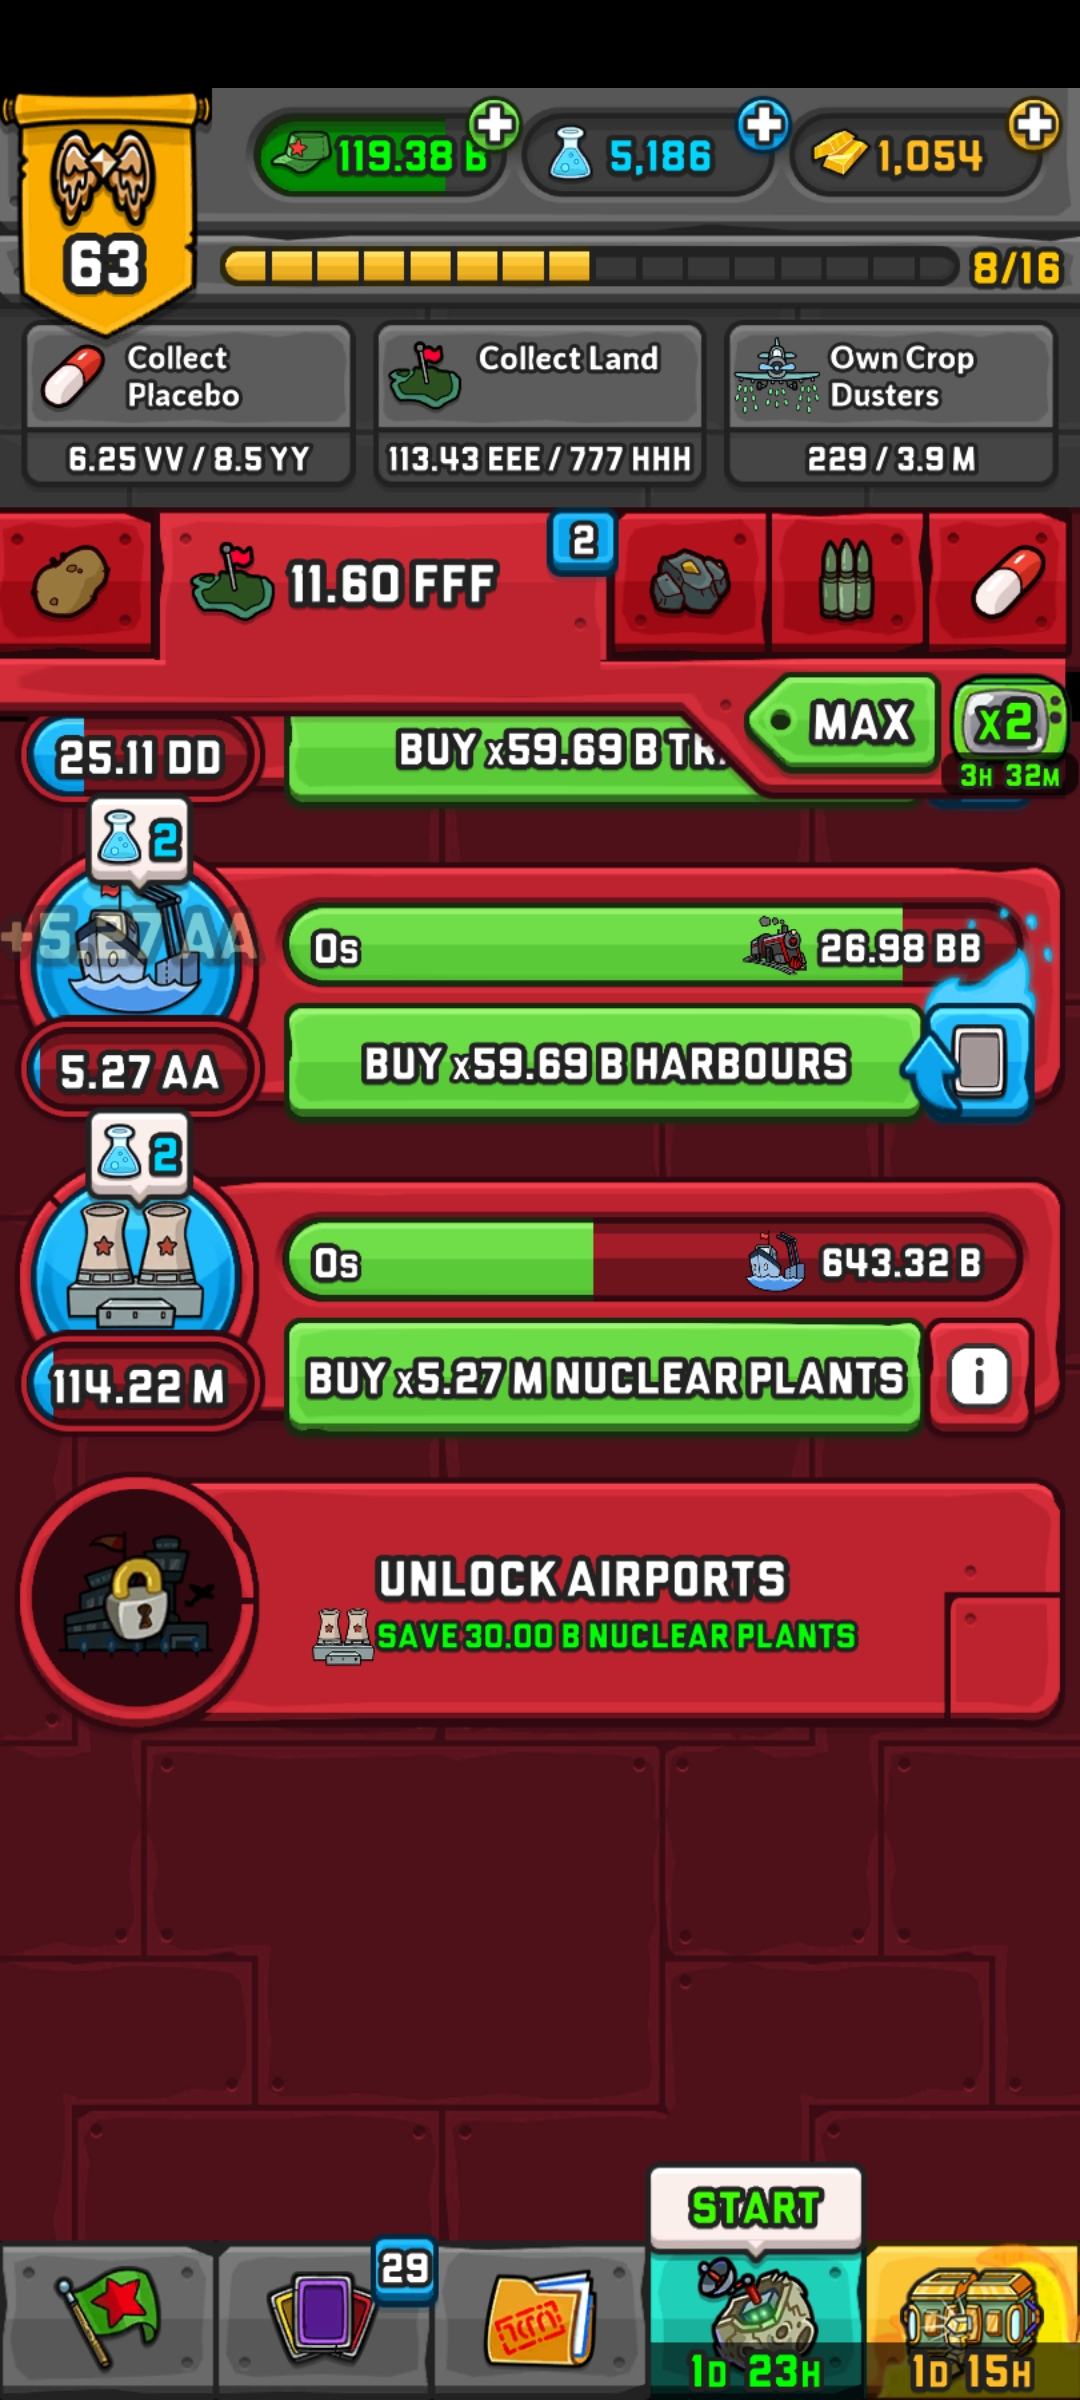 119.38 B
5,186
1,054
63
8/16
Collect
Placebo
6.25 VV / 8.5 YY
Collect Land
113.43 EEE / 777 HHH
Own Crop
Dusters
229 / 3.9 M
11.60 FFF
2
MAX
x2
3H 32M
25.11 DD
BUY x59.69 B
2
+5.27 AA
0s
26.98 BB
5.27 AA
BUY x59.69 B HARBOURS
2
0s
643.32 B
114.22 M
BUY x5.27 M NUCLEAR PLANTS
i
UNLOCK AIRPORTS
SAVE 30.00 B NUCLEAR PLANTS
START
29
1D 23H
1D 15H